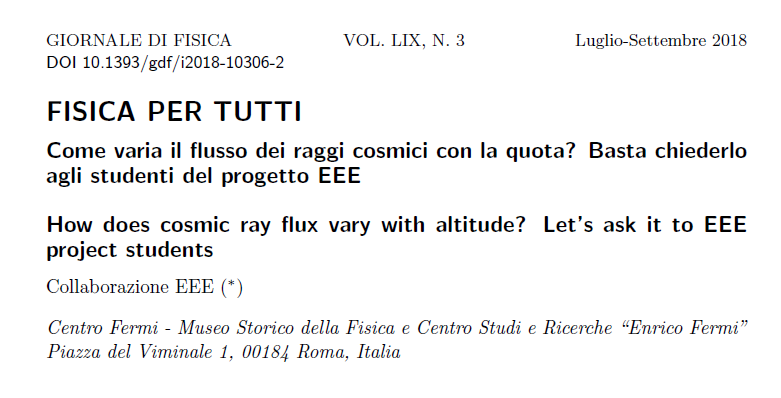 GIORNALE DI FISICA VOL. LIX, N. 3 Luglio-Settembre 2018
DOI 10.1393/gdf/i2018-10306-2
FISICA PER TUTTI
Come varia il flusso dei raggi cosmici con la quota? Basta chiederlo
agli studenti del progetto EEE
How does cosmic ray flux vary with altitude? Let's ask it to EEE
project students
Collaborazione EEE (*)
Centro Fermi - Museo Storico della Fisica e Centro Studi e Ricerche “Enrico Fermi”
Piazza del Viminale 1, 00184 Roma, Italia